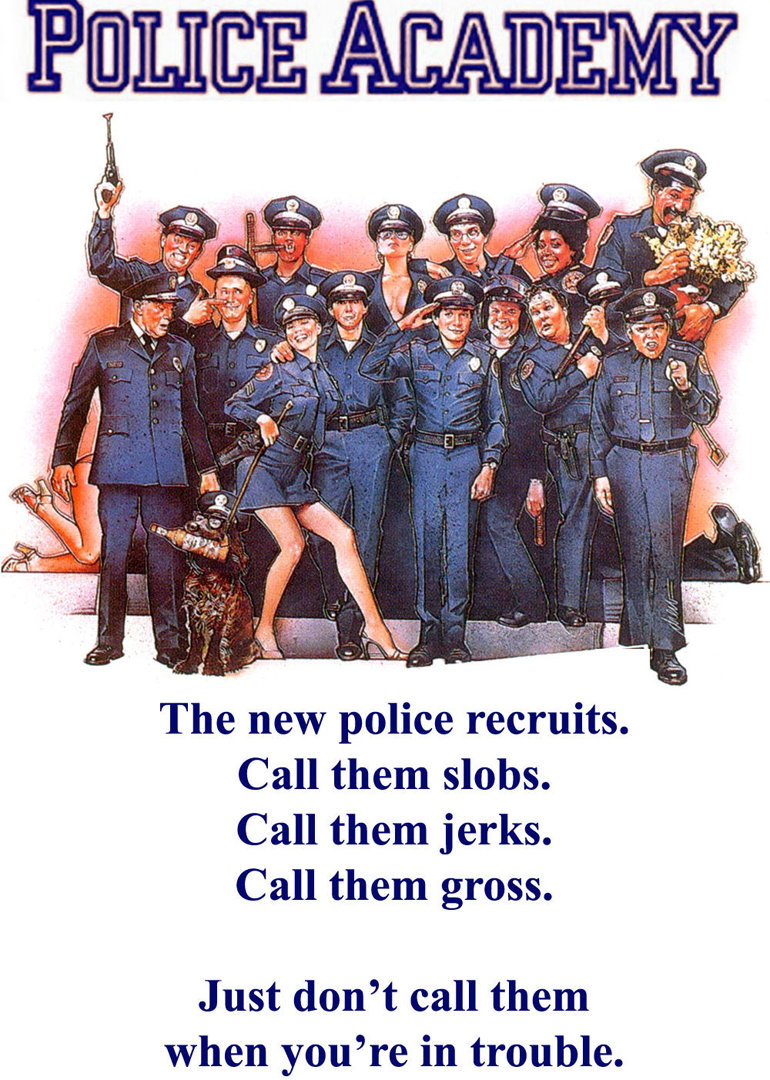 POLICE ACADEMY
The new police recruits.
Call them slobs.
Call them jerks.
Call them gross.
Just don’t call them
when you’re in trouble.